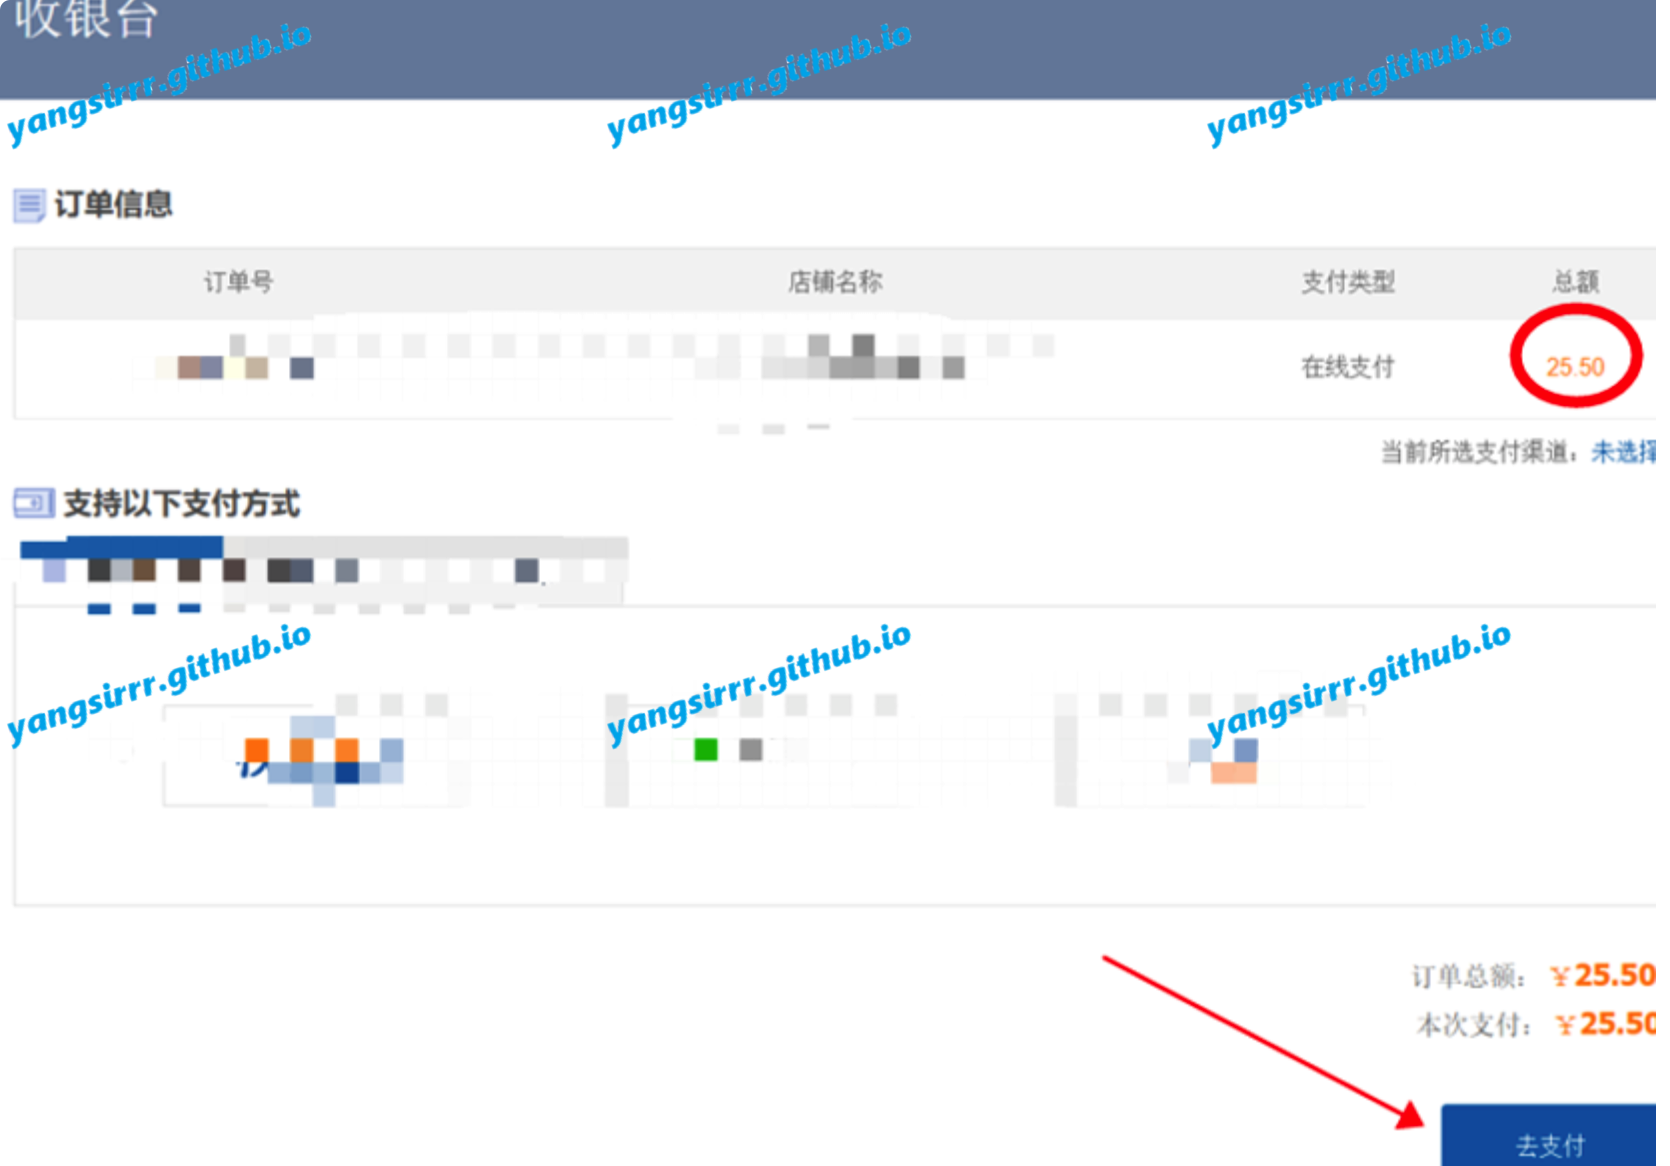 收银台
yangsirrr.github.io yangsirrr.github.io yangsirrr.github.io
订单信息
订单号 店铺名称 支付类型 总额
在线支付 25.50
当前所选支付渠道：未选择
支持以下支付方式
yangsirrr.github.io yangsirrr.github.io yangsirrr.github.io
订单总额：￥25.50
本次支付：￥25.50
去支付